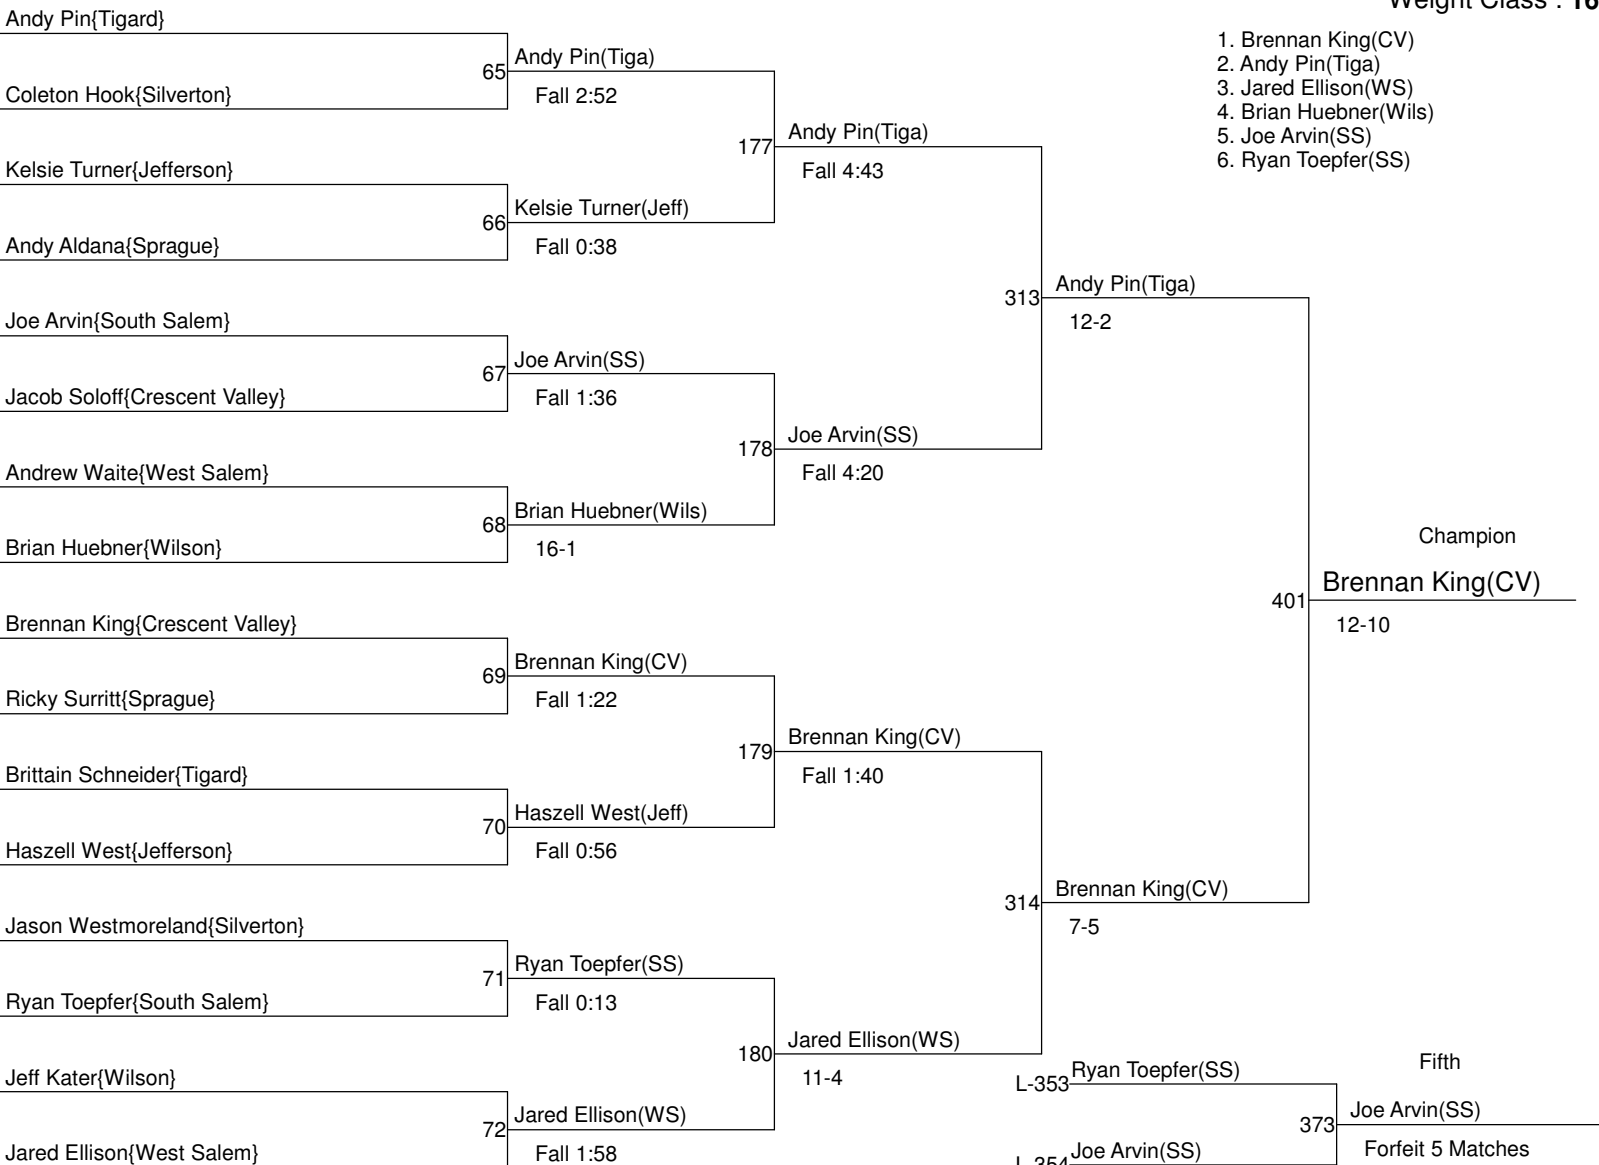 Andy Pin{Tigard}
Coleton Hook{Silverton}
Kelsie Turner{Jefferson}
Andy Aldana{Sprague}
Joe Arvin{South Salem}
Jacob Soloff{Crescent Valley}
Andrew Waite{West Salem}
Brian Huebner{Wilson}
Brennan King{Crescent Valley}
Ricky Surritt{Sprague}
Brittain Schneider{Tigard}
Haszell West{Jefferson}
Jason Westmoreland{Silverton}
Ryan Toepfer{South Salem}
Jeff Kater{Wilson}
Jared Ellison{West Salem}
65
Andy Pin(Tiga)
Fall 2:52
66
Kelsie Turner(Jeff)
Fall 0:38
67
Joe Arvin(SS)
Fall 1:36
68
Brian Huebner(Wils)
16-1
69
Brennan King(CV)
Fall 1:22
70
Haszell West(Jeff)
Fall 0:56
71
Ryan Toepfer(SS)
Fall 0:13
72
Jared Ellison(WS)
Fall 1:58
177
Andy Pin(Tiga)
Fall 4:43
178
Joe Arvin(SS)
Fall 4:20
179
Brennan King(CV)
Fall 1:40
180
Jared Ellison(WS)
11-4
313
Andy Pin(Tiga)
12-2
314
Brennan King(CV)
7-5
Weight Class : 16
1. Brennan King(CV)
2. Andy Pin(Tiga)
3. Jared Ellison(WS)
4. Brian Huebner(Wils)
5. Joe Arvin(SS)
6. Ryan Toepfer(SS)
Champion
401
Brennan King(CV)
12-10
L-353
Ryan Toepfer(SS)
L-354
Joe Arvin(SS)
Fifth
373
Joe Arvin(SS)
Forfeit 5 Matches